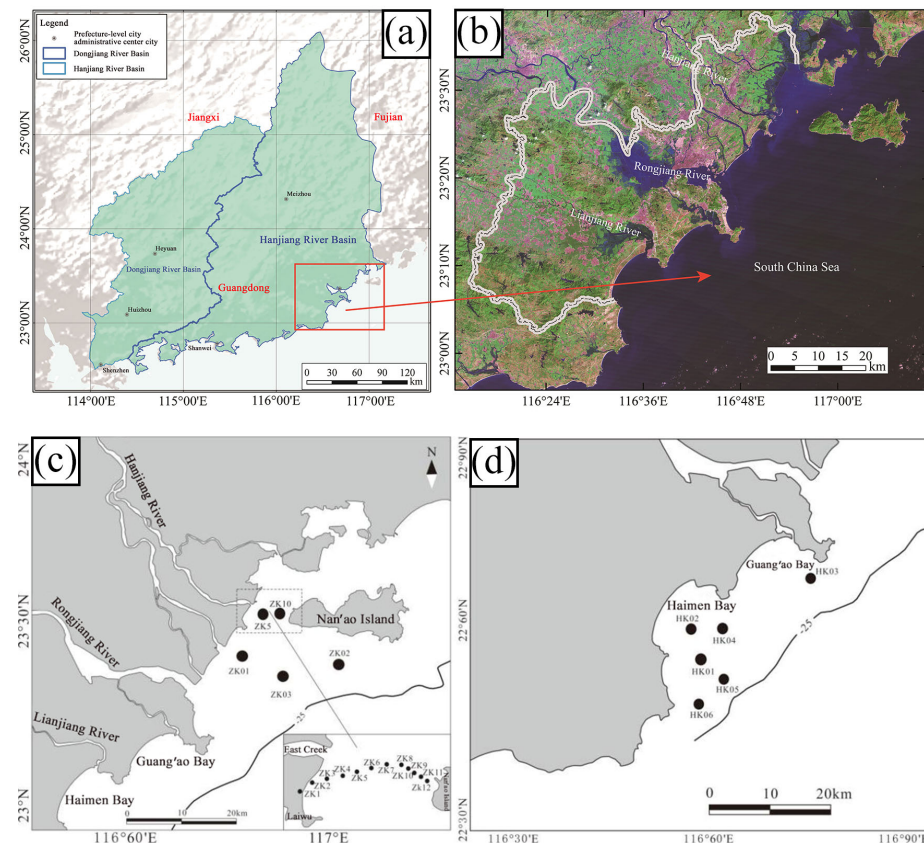 (a)
Legend
Prefecture-level city
administrative center city
Dongjiang River Basin
Hanjiang River Basin
Jiangxi
Fujian
Meizhou
Heyuan
Hanjiang River Basin
Dongjiang River Basin
Guangdong
Huizhou
Shanwei
Shenzhen
0 30 60 90 120
km
26°00'N
23°00'N
24°00'N
23°00'N
114°00'E
115°00'E
116°00'E
117°00'E
(b)
Hanjiang River
Rongjiang River
Lianjiang River
South China Sea
0 5 10 15 20
km
23°30'N
23°20'N
23°10'N
23°00'N
116°24'E
116°36'E
116°48'E
117°00'E
(c)
N
Hanjiang River
Rongjiang River
Lianjiang River
ZK10
ZK5
Nan'ao Island
ZK01
ZK02
ZK03
-25
Guang'ao Bay
Haimen Bay
East Creek
ZK1
ZK2
ZK3
ZK4
ZK5
ZK6
ZK7
ZK8
ZK9
ZK10
ZK11
Zk12
Nan'ao Island
Laiwu
0 10 20km
24°N
23°30'N
23°N
116°60'E
117°E
(d)
Guang'ao Bay
HK03
Haimen Bay
HK02
HK04
HK01
HK05
HK06
-25
0 10 20km
22°90'N
22°60'N
22°30'N
116°30'E
116°60'E
116°90'E